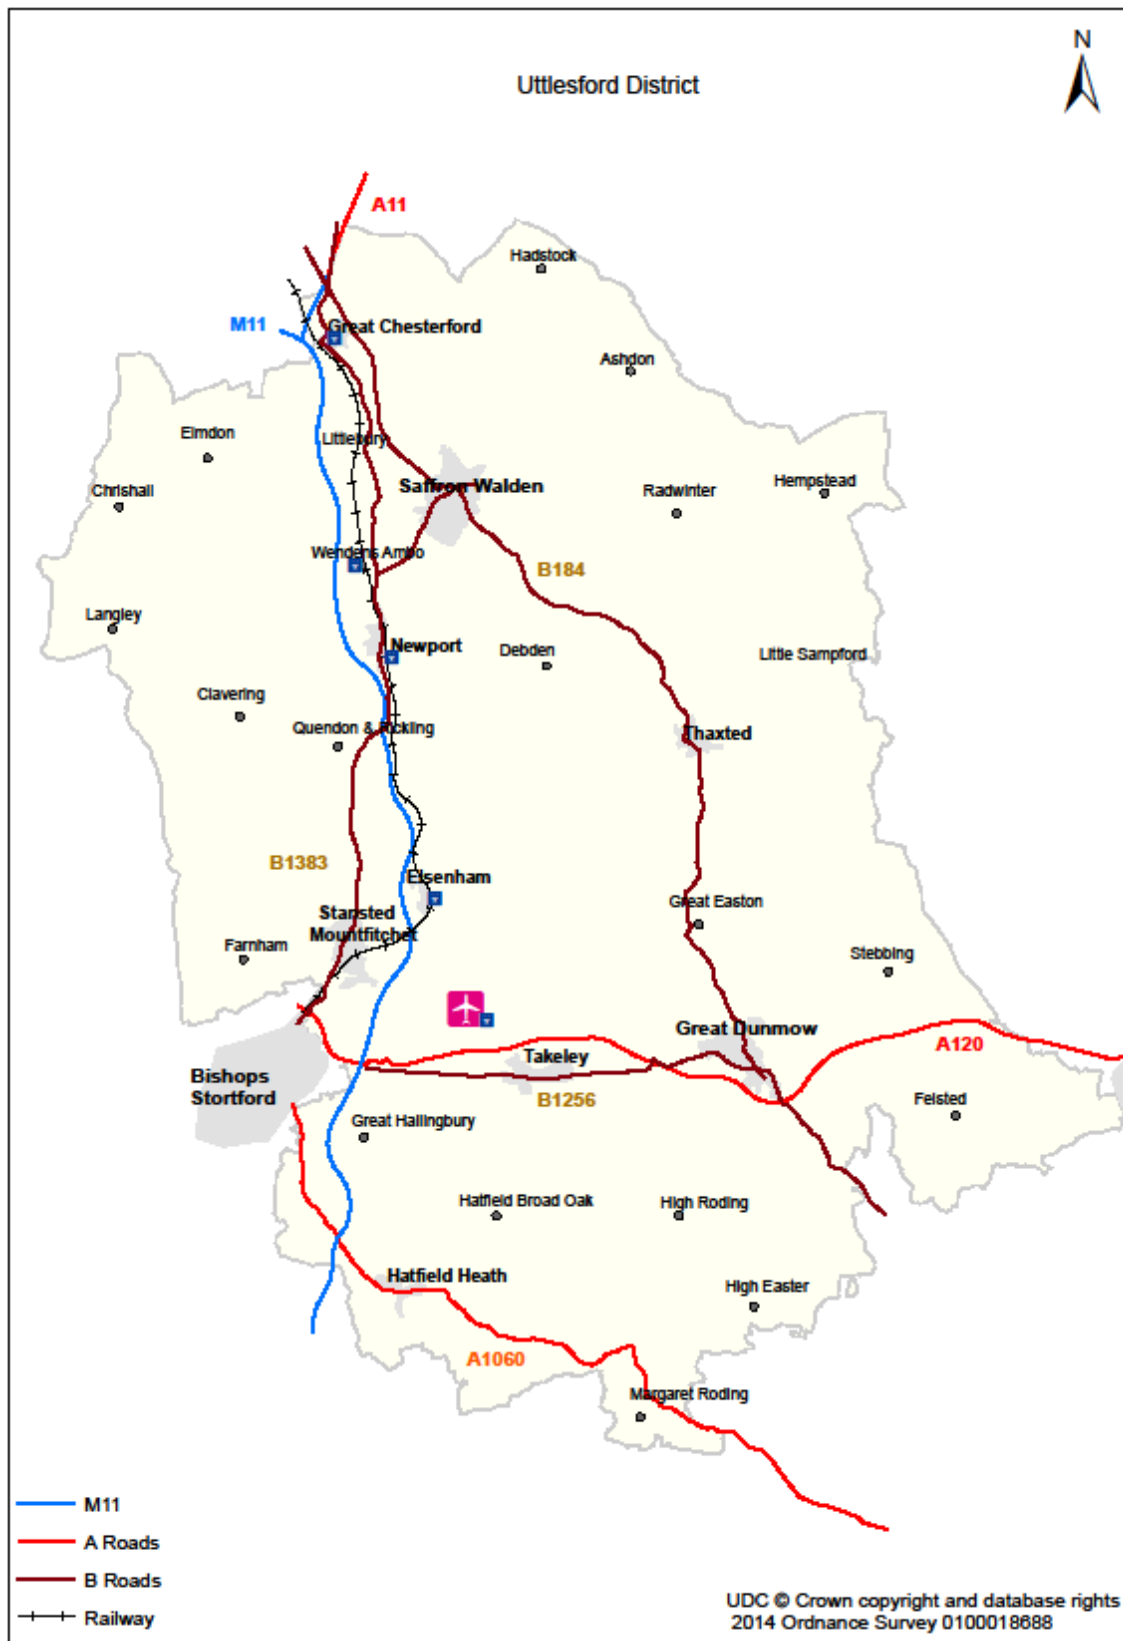 N
Uttlesford District
A11
Hadstock
M11
Great Chesterford
Ashdon
Elmdon
Littlebury
Chrishall
Saffron Walden
Radwinter
Hempstead
Wendens Ambo
B184
Langley
Newport
Debden
Little Sampford
Clavering
Quendon & Rickling
Thaxted
B1383
Elsenham
Great Easton
Stansted
Mountfitchet
Farnham
Stebbing
Great Dunmow
A120
Takeley
Bishops
Stortford
B1256
Felsted
Great Hallingbury
Hatfield Broad Oak
High Roding
Hatfield Heath
High Easter
A1060
Margaret Roding
M11
A Roads
B Roads
Railway
UDC © Crown copyright and database rights
2014 Ordnance Survey 0100018688